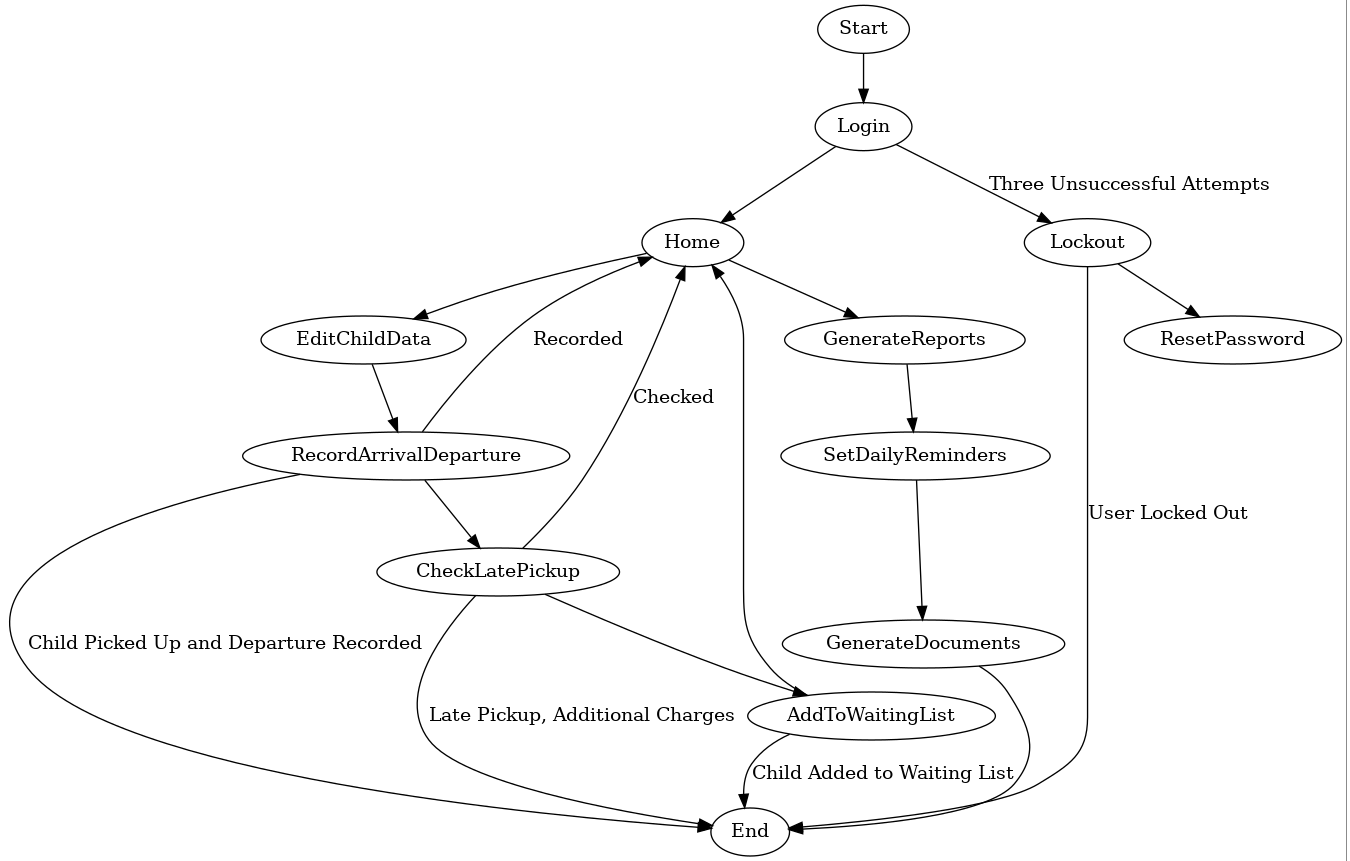 Start
Login
Three Unsuccessful Attempts
Home
Lockout
EditChildData
Recorded
GenerateReports
ResetPassword
Checked
RecordArrivalDeparture
SetDailyReminders
User Locked Out
CheckLatePickup
Child Picked Up and Departure Recorded
GenerateDocuments
Late Pickup, Additional Charges
AddToWaitingList
Child Added to Waiting List
End